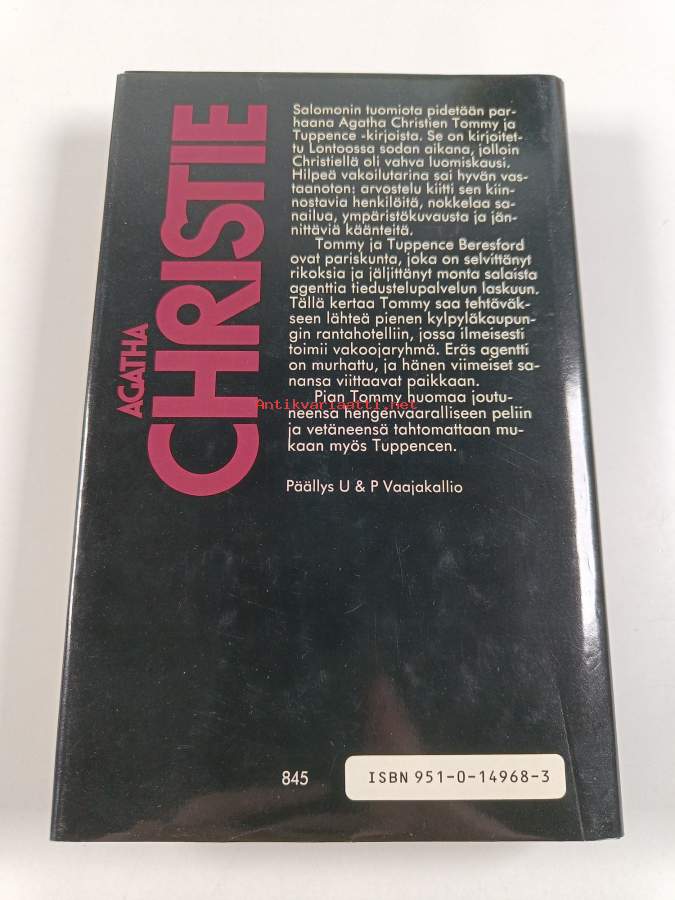 AGATHA
CHRISTIE
Salomonin tuomiota pidetään par-
haana Agatha Christien Tommy ja
Tuppence -kirjoista. Se on kirjoitet-
tu Lontoossa sodan aikana, jolloin
Christiellä oli vahva luomiskausi.
Hilpeä vakoilutarina sai hyvän vas-
taanoton: arvostelu kiitti sen kiin-
nostavia henkilöitä, nokkelaa sa-
nailua, ympäristökuvausta ja jän-
nittäviä käänteitä.
Tommy ja Tuppence Beresford
ovat pariskunta, joka on selvittänyt
rikoksia ja jäljittänyt monta salaista
agenttia tiedustelupalvelun laskuun.
Tällä kertaa Tommy saa tehtäväk-
seen lähteä pienen kylpyläkaupun-
gin rantahotelliin, jossa ilmeisesti
toimii vakoojaryhmä. Eräs agentti
on murhattu, ja hänen viimeiset sa-
nansa viittaavat paikkaan.
Pian Tommy huomaa joutu-
neensa hengenvaaralliseen peliin
ja vetäneensä tahtomattaan mu-
kaan myös Tuppencen.
Antikvariaatti.net
Päällys U & P Vaajakallio
845
ISBN 951-0-14968-3